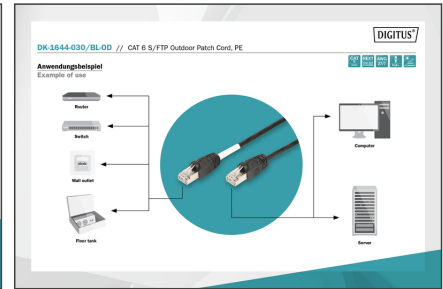 DIGITUS®
DK-1644-030/BL-OD // CAT 6 S/FTP Outdoor Patch Cord, PE
Anwendungsbeispiel
Example of use
Router
Switch
Wall outlet
Floor tank
Computer
Server